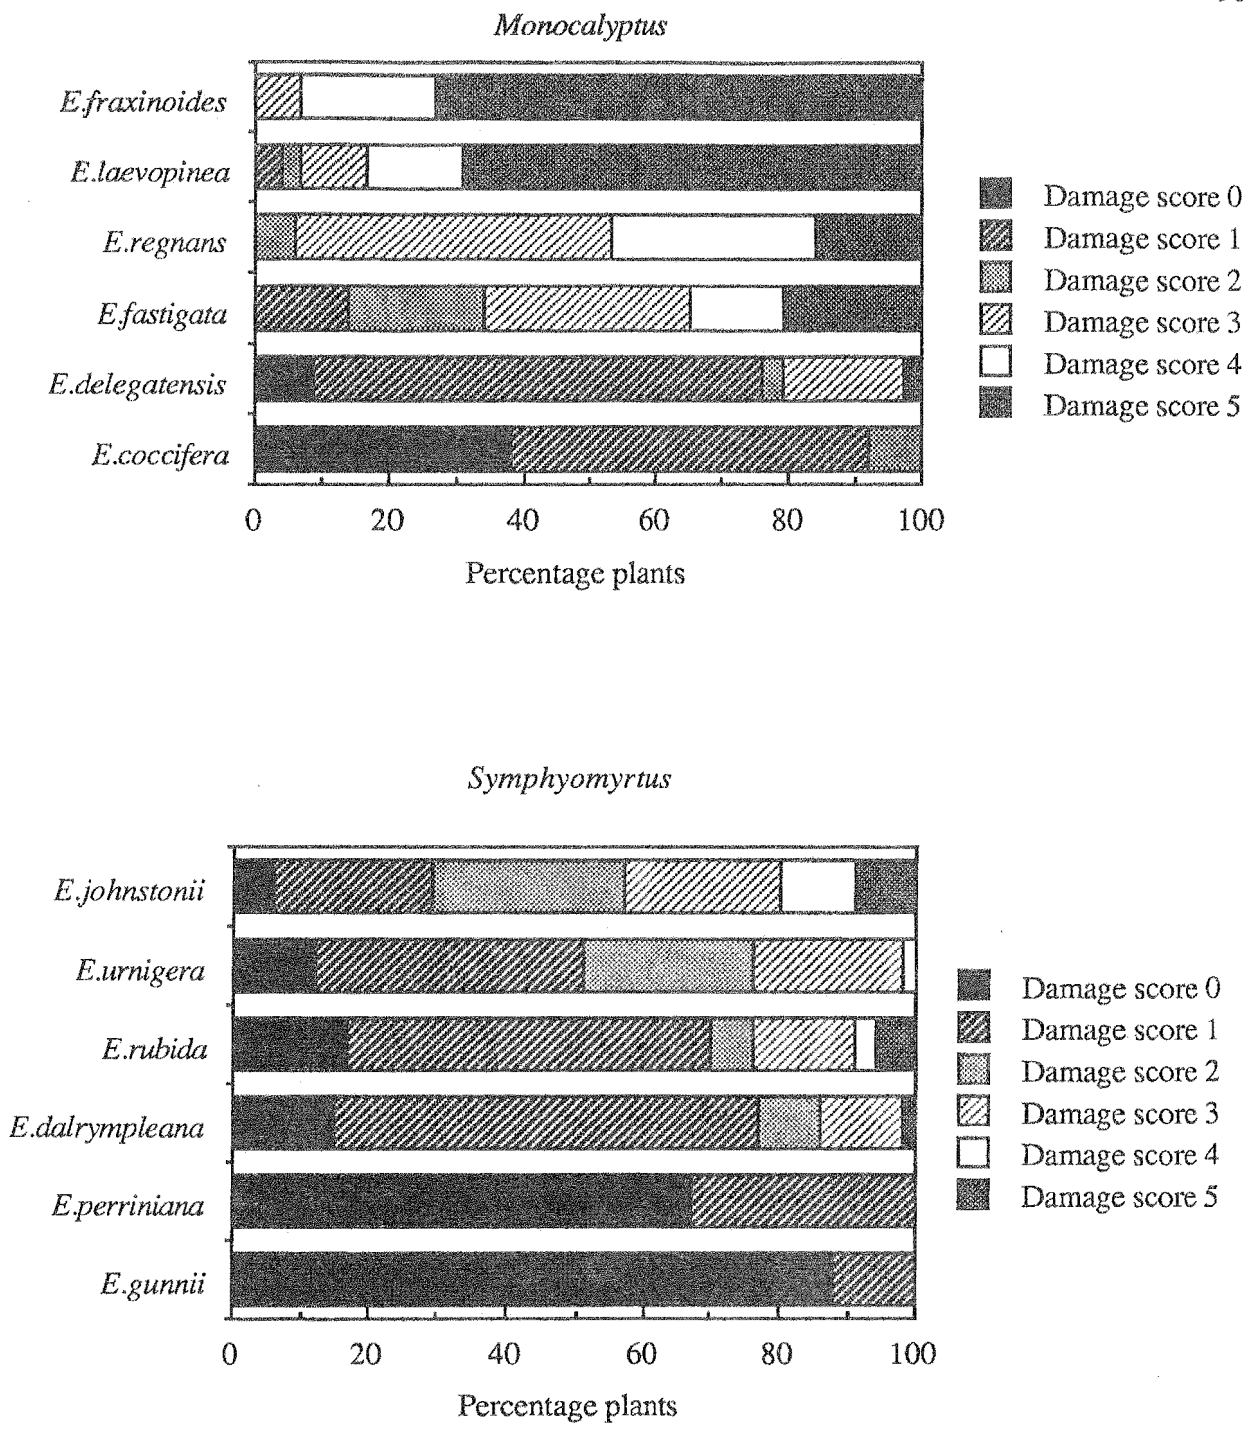 Monocalyptus
E.fraxinoides
E.laevopinea
E.regnans
E.fastigata
E.delegatensis
E.coccifera
Damage score 0
Damage score 1
Damage score 2
Damage score 3
Damage score 4
Damage score 5
0 20 40 60 80 100
Percentage plants
Symphyomyrtus
E.johnstonii
E.urnigera
E.rubida
E.dalrympleana
E.perriniana
E.gunnii
Damage score 0
Damage score 1
Damage score 2
Damage score 3
Damage score 4
Damage score 5
0 20 40 60 80 100
Percentage plants